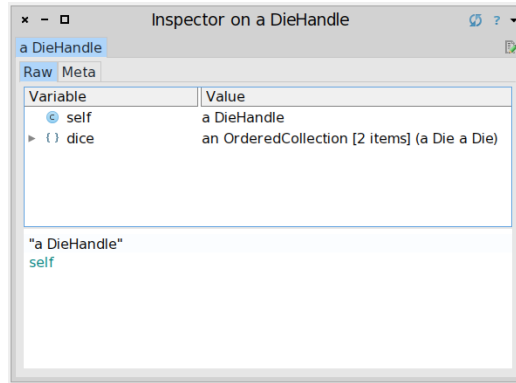 Inspector on a DieHandle ?
a DieHandle
Raw Meta
Variable Value
self a DieHandle
dice an OrderedCollection [2 items] (a Die a Die)
"a DieHandle"
self